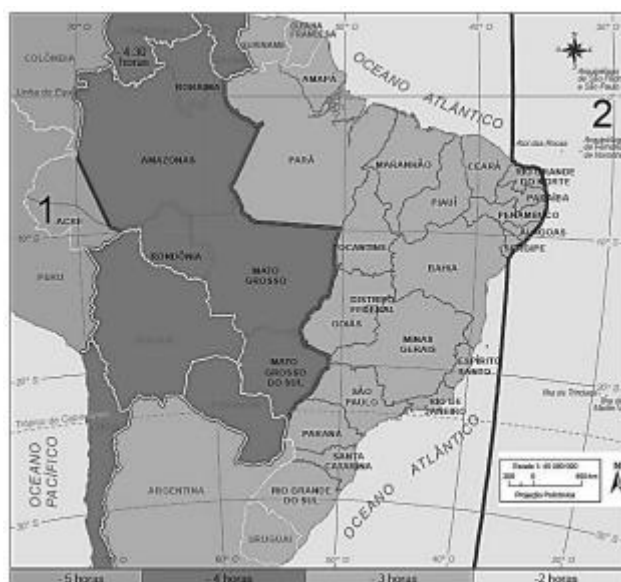 COLÔMBIA
4:30
horas
SURINAME
GUIANA
FRANCESA
RORAIMA
AMAPÁ
OCEANO ATLÂNTICO
2
AMAZONAS
PARÁ
MARANHÃO
CEARÁ
RIO GRANDE
DO NORTE
PARAÍBA
PIAUÍ
PERNAMBUCO
ALAGOAS
SERGIPE
1
ACRE
10° S
PERU
RONDÔNIA
TOCANTINS
MATO
GROSSO
BAHIA
DISTRITO
FEDERAL
GOIÁS
MINAS
GERAIS
MATO
GROSSO
DO SUL
ESPÍRITO
SANTO
20° S
SÃO
PAULO
RIO DE
JANEIRO
PARANÁ
SANTA
CATARINA
OCEANO
PACÍFICO
ARGENTINA
RIO GRANDE
DO SUL
OCEANO ATLÂNTICO
URUGUAI
30° S
Projeção Policônica
- 5 horas
- 4 horas
- 3 horas
-2 horas